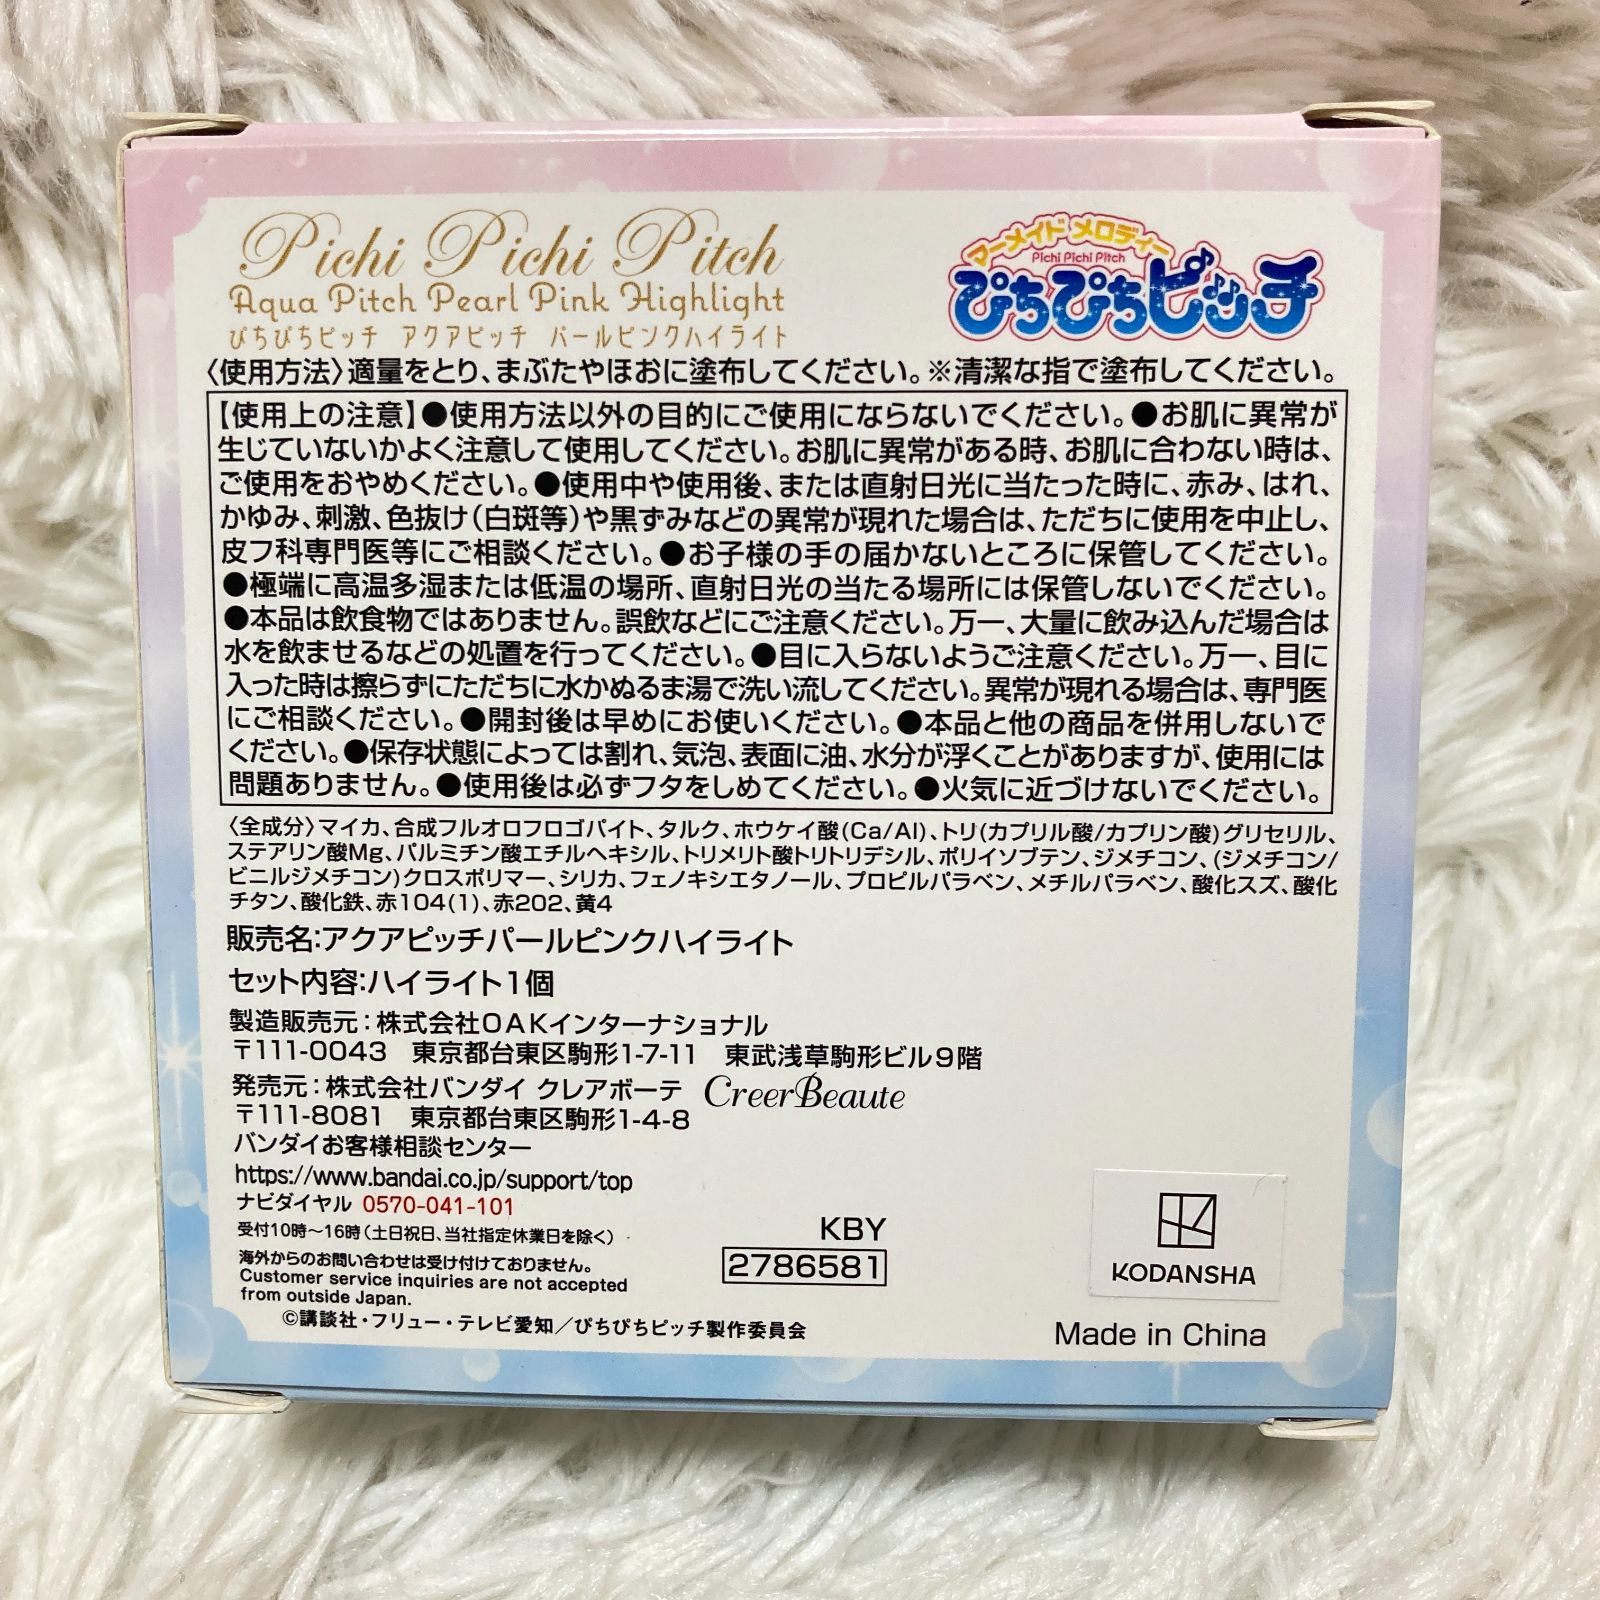 Pichi Pichi Pitch
Aqua Pitch Pearl Pink Highlight
ぴちぴちピッチ アクアピッチ パールピンクハイライト
マーメイド メロディー
Pichi Pichi Pitch
ぴちぴちピッチ
〈使用方法〉適量をとり、まぶたやほおに塗布してください。※清潔な指で塗布してください。
【使用上の注意】●使用方法以外の目的にご使用にならないでください。●お肌に異常が
生じていないかよく注意して使用してください。お肌に異常がある時、お肌に合わない時は、
ご使用をおやめください。●使用中や使用後、または直射日光に当たった時に、赤み、はれ、
かゆみ、刺激、色抜け(白斑等)や黒ずみなどの異常が現れた場合は、ただちに使用を中止し、
皮フ科専門医等にご相談ください。●お子様の手の届かないところに保管してください。
●極端に高温多湿または低温の場所、直射日光の当たる場所には保管しないでください。
●本品は飲食物ではありません。誤飲などにご注意ください。万一、大量に飲み込んだ場合は
水を飲ませるなどの処置を行ってください。●目に入らないようご注意ください。万一、目に
入った時は擦らずにただちに水かぬるま湯で洗い流してください。異常が現れる場合は、専門医
にご相談ください。●開封後は早めにお使いください。●本品と他の商品を併用しないで
ください。●保存状態によっては割れ、気泡、表面に油、水分が浮くことがありますが、使用には
問題ありません。●使用後は必ずフタをしめてください。●火気に近づけないでください。
〈全成分〉マイカ、合成フルオロフロゴパイト、タルク、ホウケイ酸(Ca/Al)、トリ(カプリル酸/カプリン酸)グリセリル、
ステアリン酸Mg、パルミチン酸エチルヘキシル、トリメリト酸トリトリデシル、ポリイソブテン、ジメチコン、(ジメチコン/
ビニルジメチコン)クロスポリマー、シリカ、フェノキシエタノール、プロピルパラベン、メチルパラベン、酸化スズ、酸化
チタン、酸化鉄、赤104(1)、赤202、黄4
販売名:アクアピッチパールピンクハイライト
セット内容:ハイライト1個
製造販売元:株式会社OAKインターナショナル
〒111-0043 東京都台東区駒形1-7-11 東武浅草駒形ビル9階
発売元:株式会社バンダイ クレアボーテ CreerBeaute
〒111-8081 東京都台東区駒形1-4-8
バンダイお客様相談センター
https://www.bandai.co.jp/support/top
ナビダイヤル 0570-041-101
受付10時～16時(土日祝日、当社指定休業日を除く)
海外からのお問い合わせは受け付けておりません。
Customer service inquiries are not accepted
from outside Japan.
©講談社・フリュー・テレビ愛知/ぴちぴちピッチ製作委員会
KBY
2786581
KODANSHA
Made in China